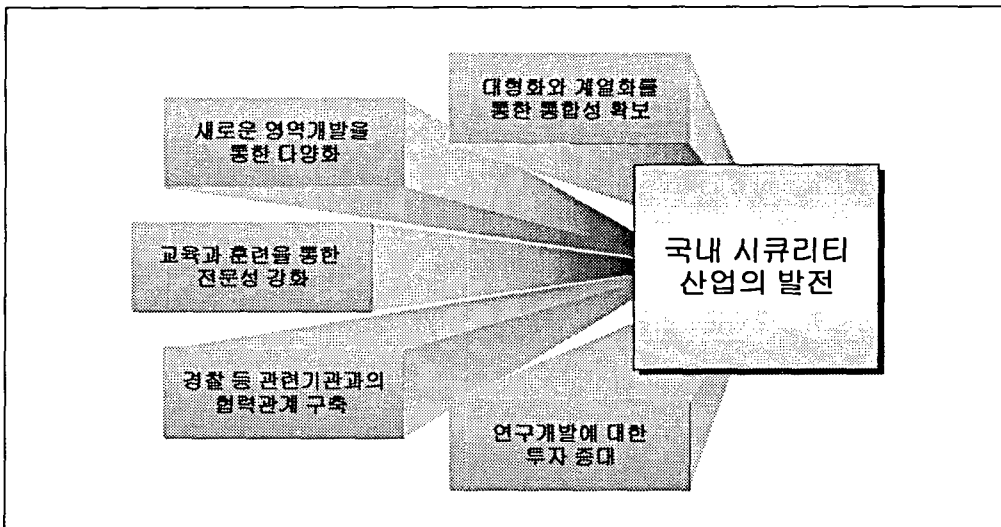 대형화와 계열화를
통한 통합성 확보
새로운 영역개발을
통한 다양화
교육과 훈련을 통한
전문성 강화
경찰 등 관련기관과의
협력관계 구축
연구개발에 대한
투자 증대
국내 시큐리티
산업의 발전